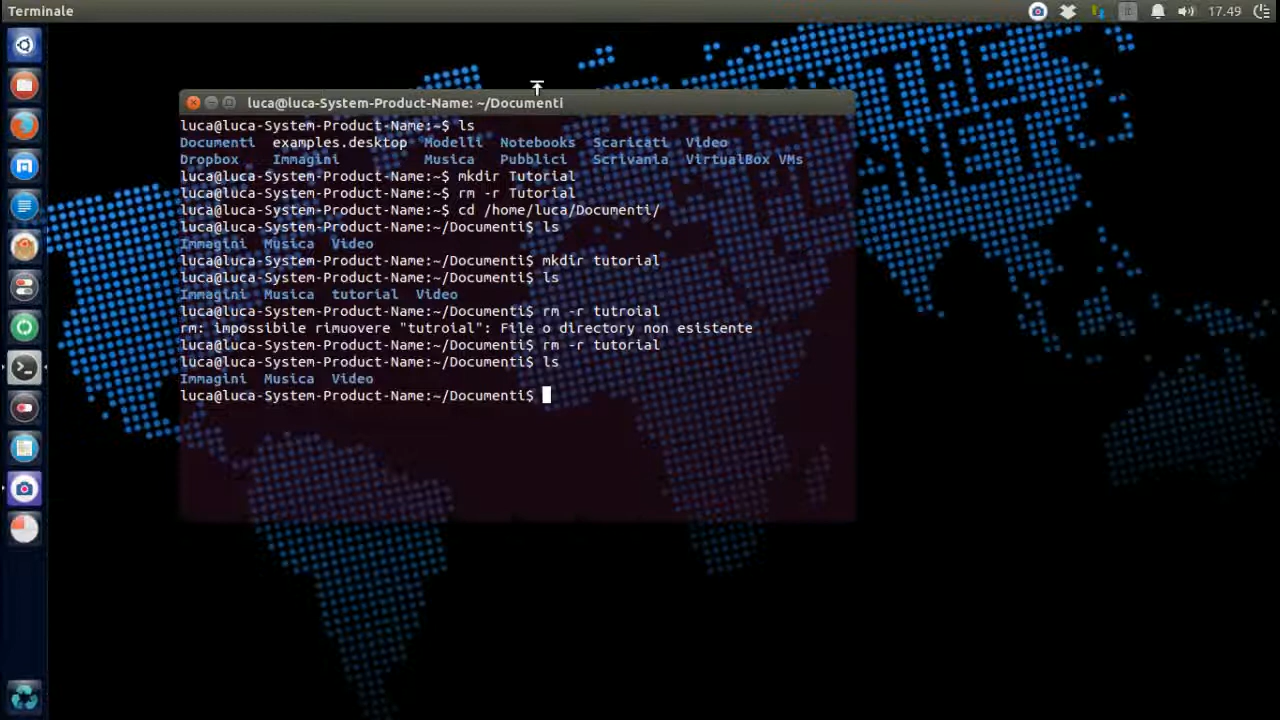 Terminale
17.49
luca@luca-System-Product-Name: ~/Documenti
luca@luca-System-Product-Name:~$ ls
Documenti examples.desktop Modelli Notebooks Scaricati Video
Dropbox Immagini Musica Pubblici Scrivania VirtualBox VMs
luca@luca-System-Product-Name:~$ mkdir Tutorial
luca@luca-System-Product-Name:~$ rm -r Tutorial
luca@luca-System-Product-Name:~$ cd /home/luca/Documenti/
luca@luca-System-Product-Name:~/Documenti$ ls
Immagini Musica Video
luca@luca-System-Product-Name:~/Documenti$ mkdir tutorial
luca@luca-System-Product-Name:~/Documenti$ ls
Immagini Musica tutorial Video
luca@luca-System-Product-Name:~/Documenti$ rm -r tutroial
rm: impossibile rimuovere "tutroial": File o directory non esistente
luca@luca-System-Product-Name:~/Documenti$ rm -r tutorial
luca@luca-System-Product-Name:~/Documenti$ ls
Immagini Musica Video
luca@luca-System-Product-Name:~/Documenti$
THE